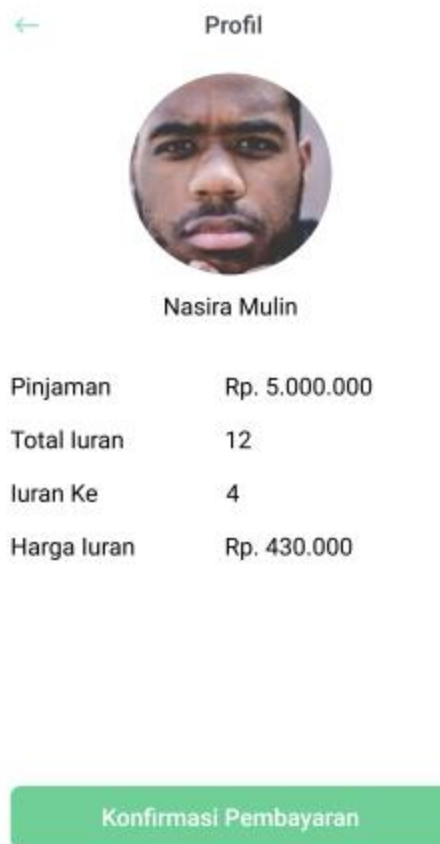 Profil
Nasira Mulin
Pinjaman Rp. 5.000.000
Total Iuran 12
Iuran Ke 4
Harga Iuran Rp. 430.000
Konfirmasi Pembayaran